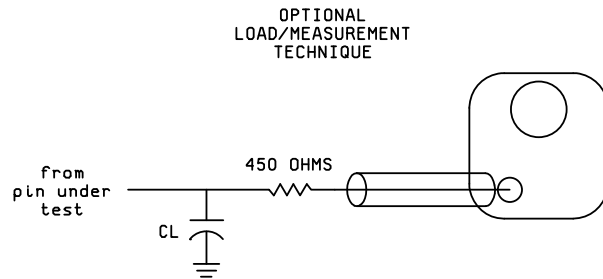 OPTIONAL
LOAD/MEASUREMENT
TECHNIQUE
450 OHMS
from
pin under
test
CL